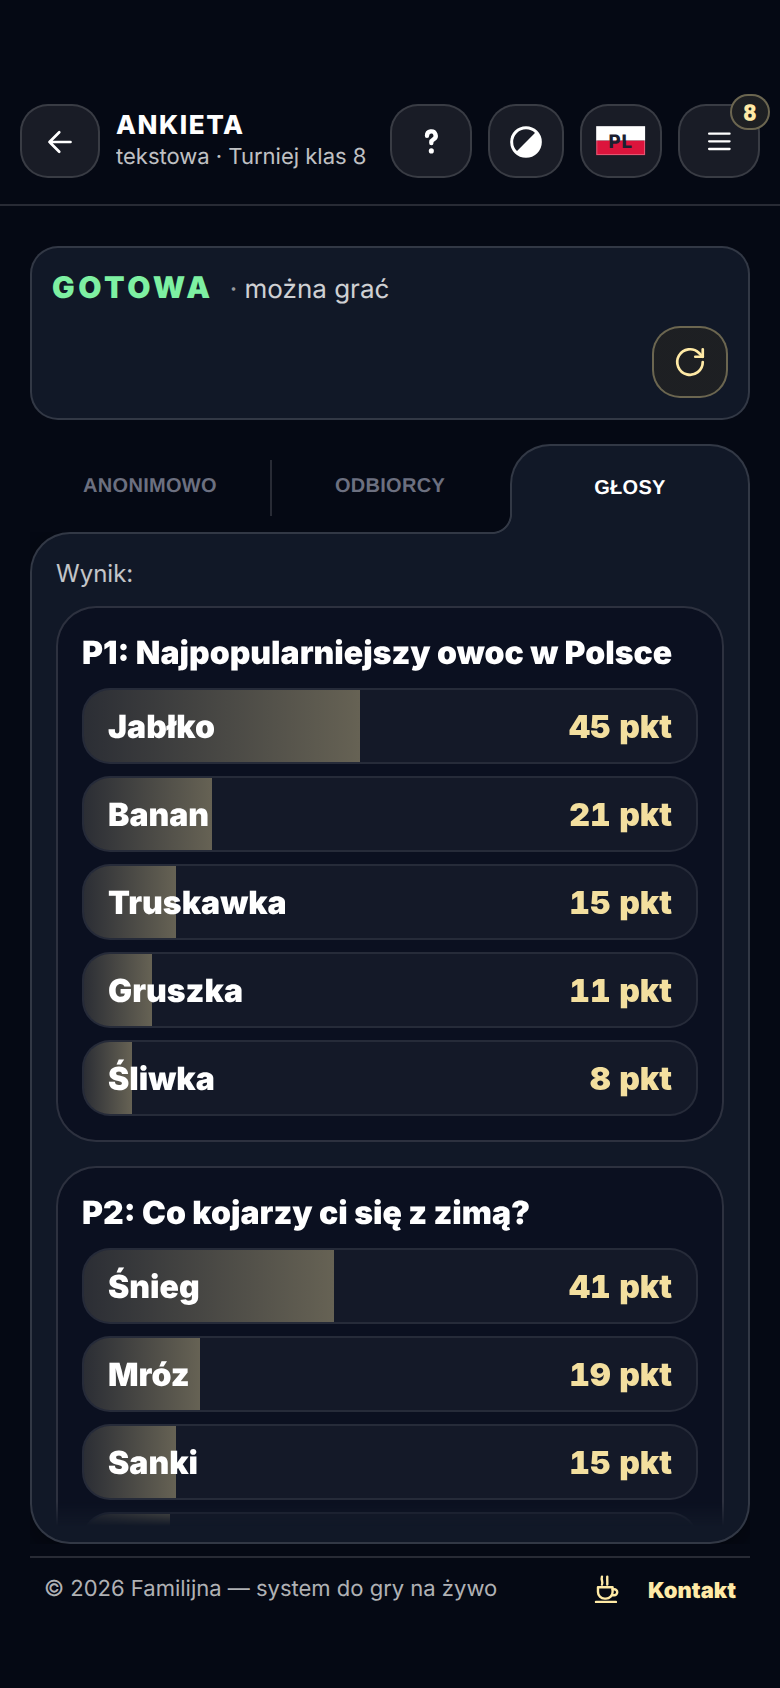 ANKIETA
tekstowa · Turniej klas 8
?
PL
8
GOTOWA · można grać
ANONIMOWO
ODBIORCY
GŁOSY
Wynik:
P1: Najpopularniejszy owoc w Polsce
Jabłko 45 pkt
Banan 21 pkt
Truskawka 15 pkt
Gruszka 11 pkt
Śliwka 8 pkt
P2: Co kojarzy ci się z zimą?
Śnieg 41 pkt
Mróz 19 pkt
Sanki 15 pkt
© 2026 Familijna — system do gry na żywo
Kontakt